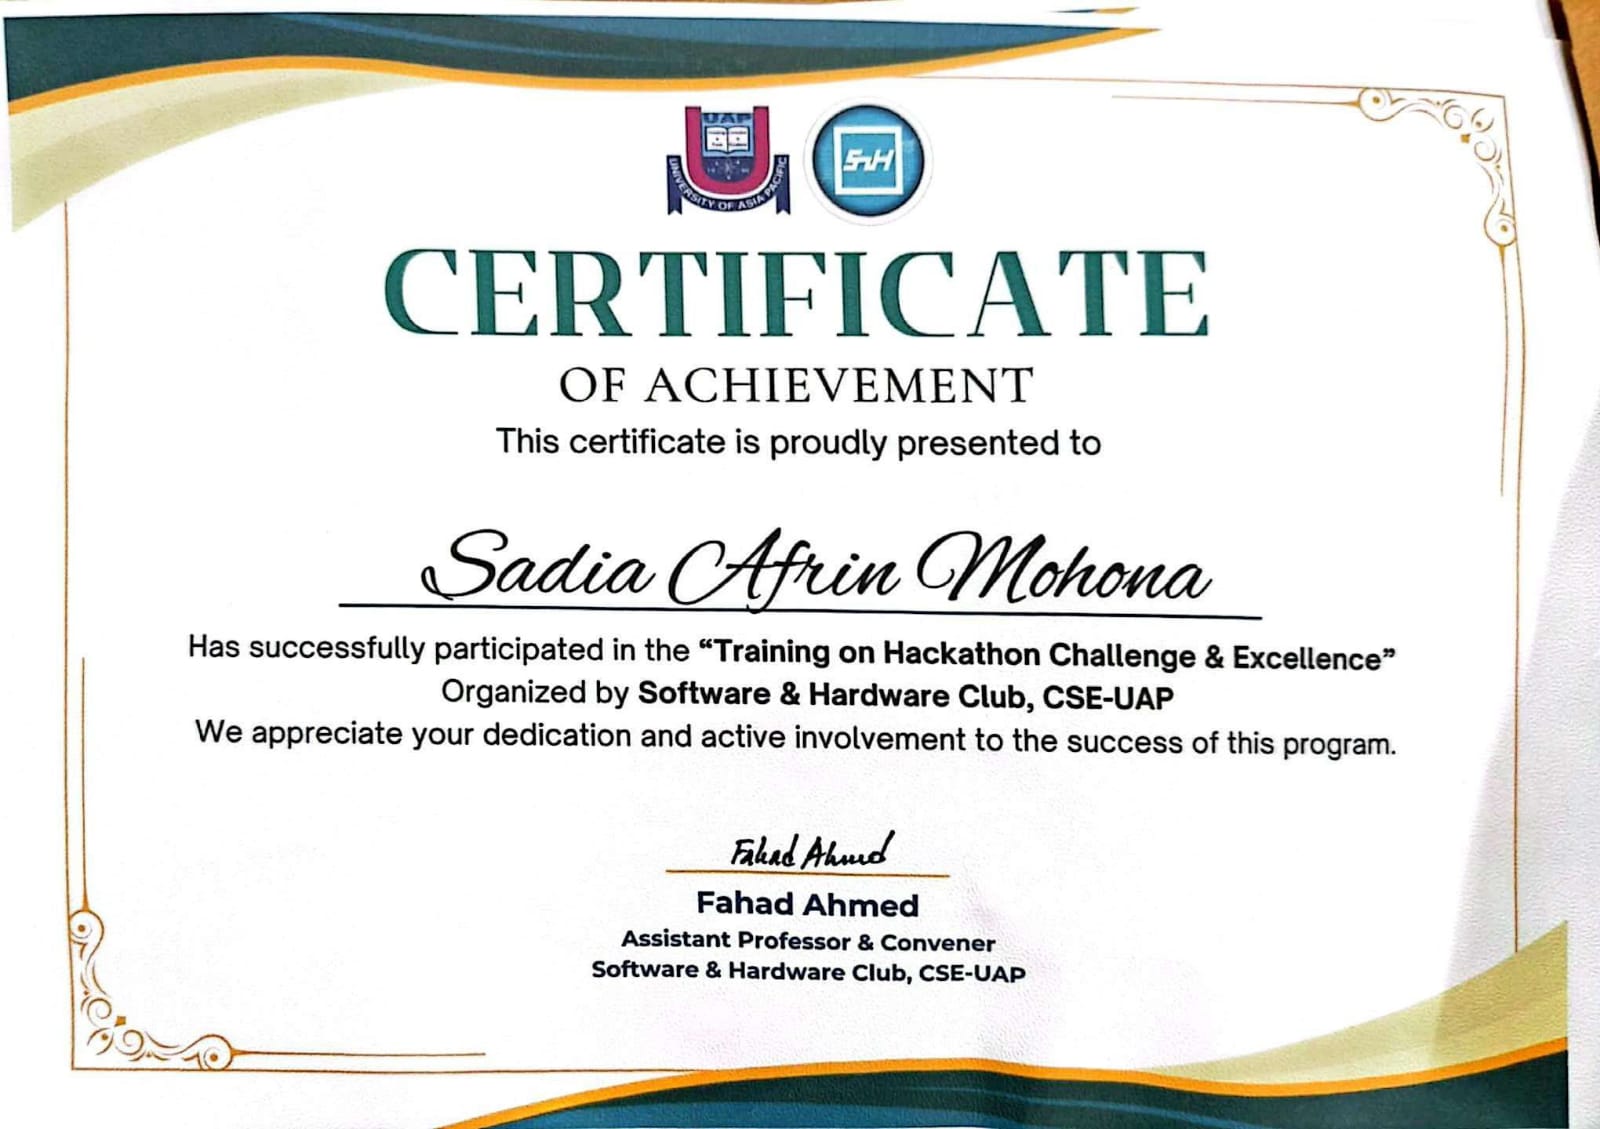 UAP
UNIVERSITY OF ASIA PACIFIC
SnH
CERTIFICATE
OF ACHIEVEMENT
This certificate is proudly presented to
Sadia Afrin Mohona
Has successfully participated in the “Training on Hackathon Challenge & Excellence”
Organized by Software & Hardware Club, CSE-UAP
We appreciate your dedication and active involvement to the success of this program.
Fahad Ahmed
Fahad Ahmed
Assistant Professor & Convener
Software & Hardware Club, CSE-UAP